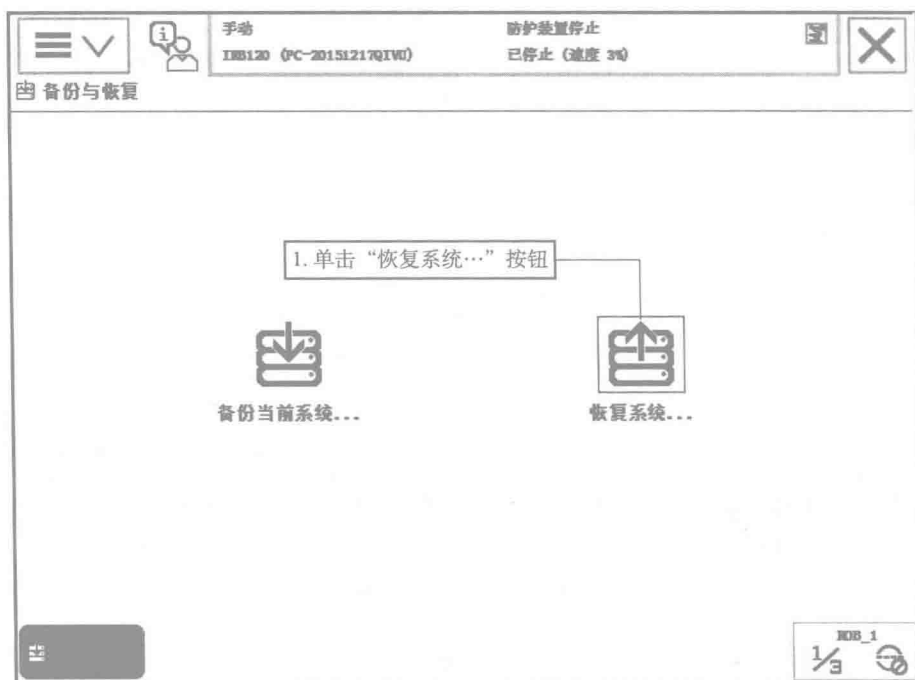 手动
防护装置停止
IRB120 (PC-20151217QIVU)
已停止 (速度 3%)
备份与恢复
1. 单击“恢复系统…”按钮
备份当前系统...
恢复系统...
ROB_1
1/3